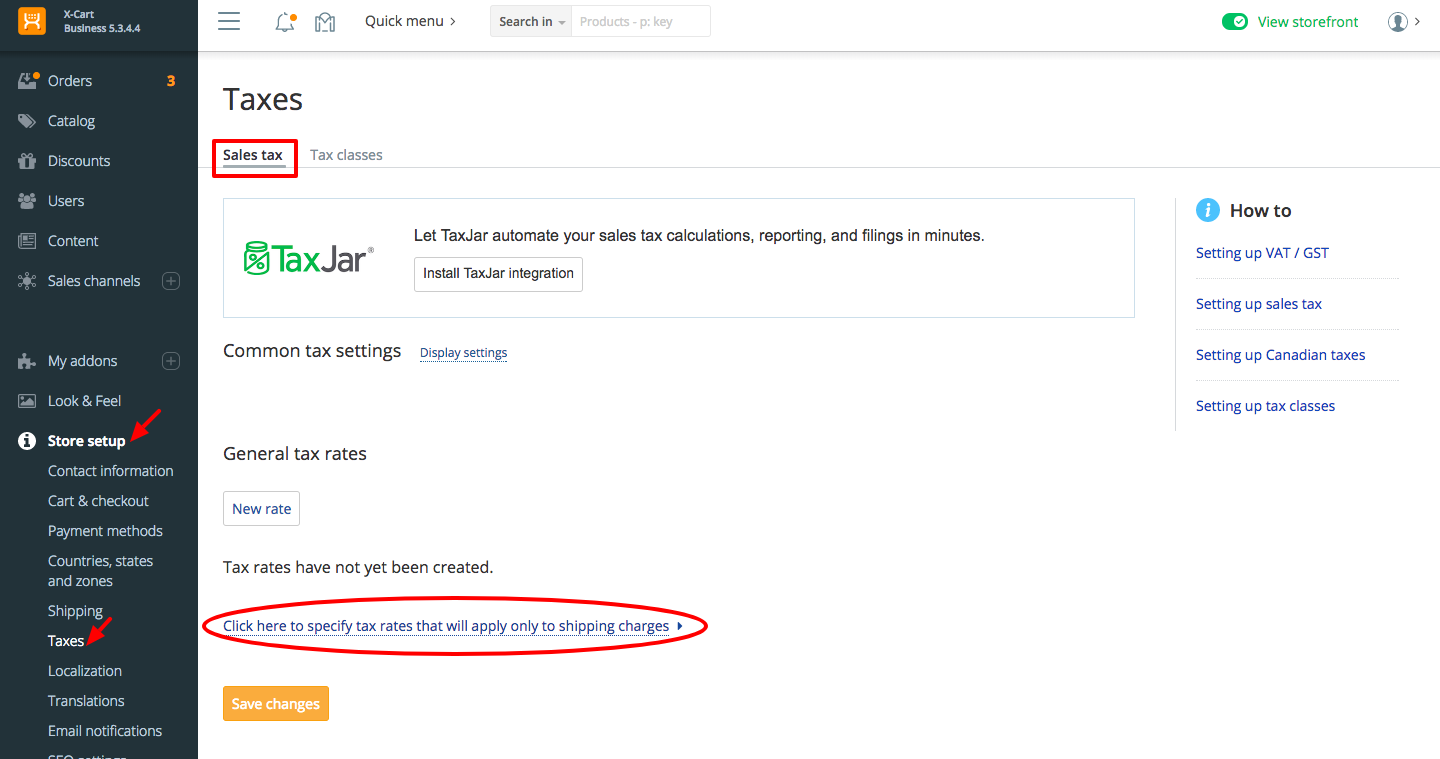 X-Cart
Business 5.3.4.4
Quick menu
Search in
Products - p: key
View storefront
Orders 3
Catalog
Discounts
Users
Content
Sales channels
My addons
Look & Feel
Store setup
Contact information
Cart & checkout
Payment methods
Countries, states
and zones
Shipping
Taxes
Localization
Translations
Email notifications
SEO settings
Taxes
Sales tax
Tax classes
TaxJar®
Let TaxJar automate your sales tax calculations, reporting, and filings in minutes.
Install TaxJar integration
Common tax settings
Display settings
General tax rates
New rate
Tax rates have not yet been created.
Click here to specify tax rates that will apply only to shipping charges
Save changes
How to
Setting up VAT / GST
Setting up sales tax
Setting up Canadian taxes
Setting up tax classes